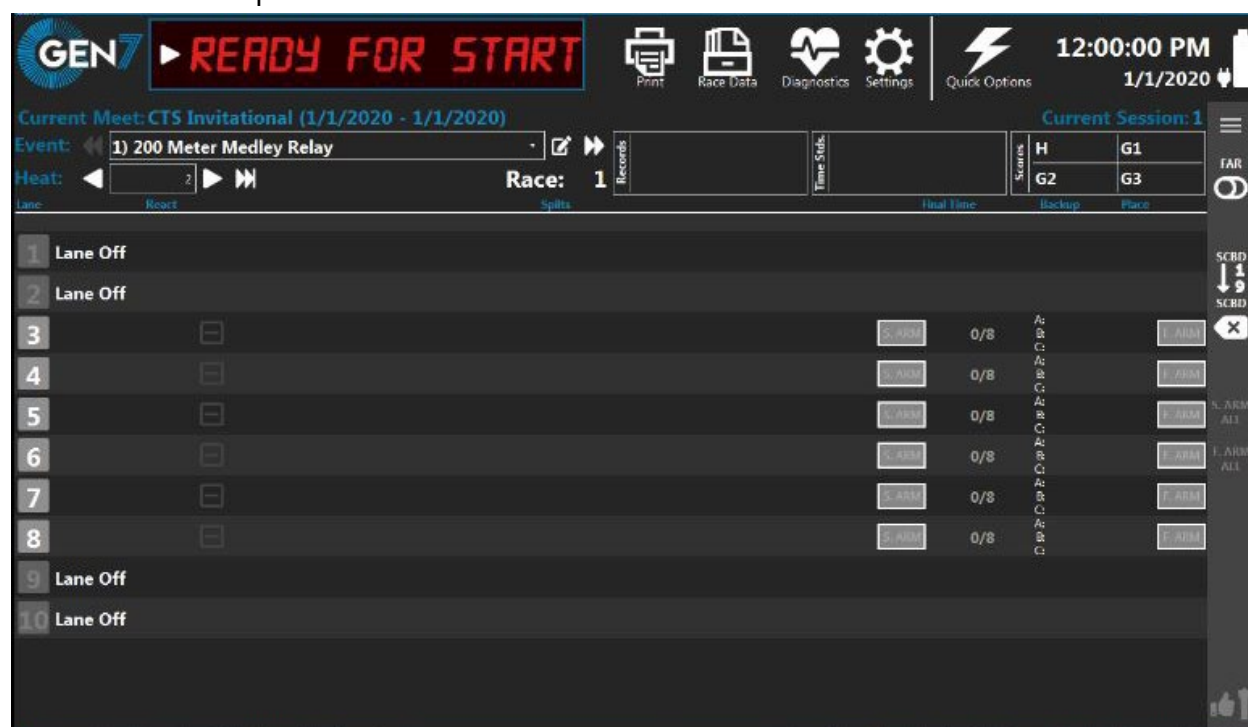 GEN7
READY FOR START
Print
Race Data
Diagnostics
Settings
Quick Options
12:00:00 PM
1/1/2020
Current Meet: CTS Invitational (1/1/2020 - 1/1/2020)
Current Session: 1
Event: 1) 200 Meter Medley Relay
Records
Time Stds.
Scores
H G1
G2 G3
Heat: 2
Race: 1
FAR
Lane React Splits Final Time Backup Place
1 Lane Off
2 Lane Off
SCBD
1
9
SCBD
3 S. ARM 0/8 A: B: C: F. ARM
4 S. ARM 0/8 A: B: C: F. ARM
5 S. ARM 0/8 A: B: C: F. ARM
S. ARM
ALL
6 S. ARM 0/8 A: B: C: F. ARM
F. ARM
ALL
7 S. ARM 0/8 A: B: C: F. ARM
8 S. ARM 0/8 A: B: C: F. ARM
9 Lane Off
10 Lane Off